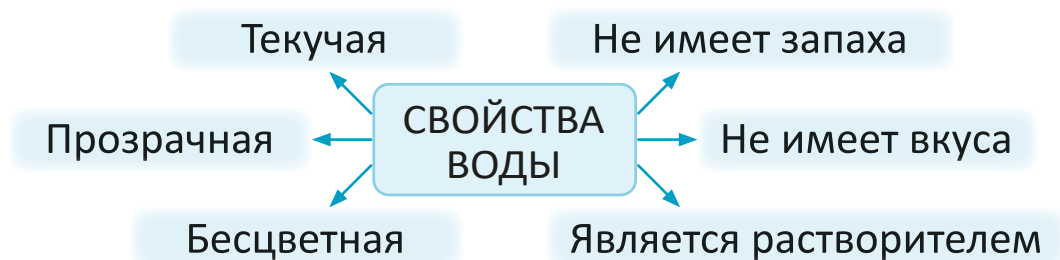 Текучая
Не имеет запаха
СВОЙСТВА
ВОДЫ
Прозрачная
Не имеет вкуса
Бесцветная
Является растворителем